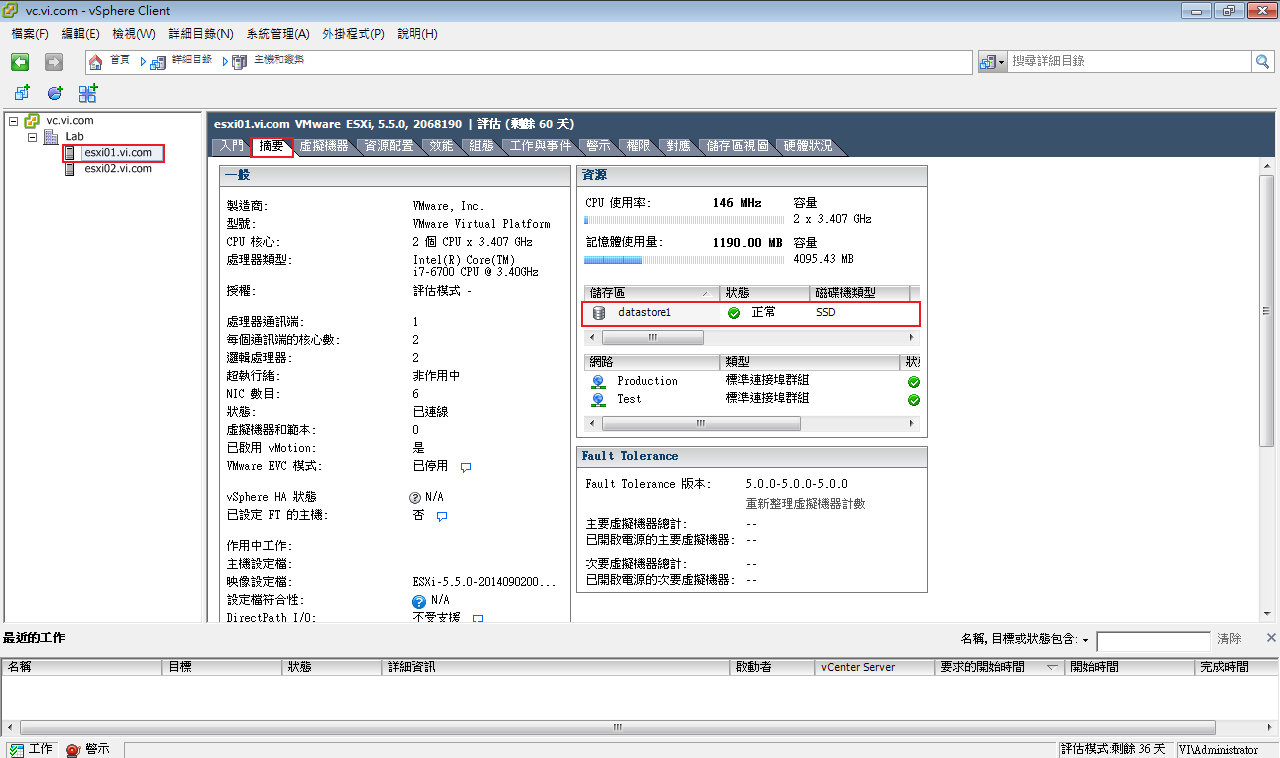 vc.vi.com - vSphere Client
檔案(F) 編輯(E) 檢視(W) 詳細目錄(N) 系統管理(A) 外掛程式(P) 說明(H)
首頁 詳細目錄 主機和叢集 搜尋詳細目錄
vc.vi.com
Lab
esxi01.vi.com
esxi02.vi.com
esxi01.vi.com VMware ESXi, 5.5.0, 2068190 | 評估 (剩餘 60 天)
入門 摘要 虛擬機器 資源配置 效能 組態 工作與事件 警示 權限 對應 儲存區視圖 硬體狀況
一般
製造商: VMware, Inc.
型號: VMware Virtual Platform
CPU 核心: 2 個 CPU x 3.407 GHz
處理器類型: Intel(R) Core(TM)
i7-6700 CPU @ 3.40GHz
授權: 評估模式 -
處理器通訊端: 1
每個通訊端的核心數: 2
邏輯處理器: 2
超執行緒: 非作用中
NIC 數目: 6
狀態: 已連線
虛擬機器和範本: 0
已啟用 vMotion: 是
VMware EVC 模式: 已停用
vSphere HA 狀態 N/A
已設定 FT 的主機: 否
作用中工作:
主機設定檔:
映像設定檔: ESXi-5.5.0-2014090200...
設定檔符合性: N/A
DirectPath I/O: 不受支援
資源
CPU 使用率: 146 MHz 容量
2 x 3.407 GHz
記憶體使用量: 1190.00 MB 容量
4095.43 MB
儲存區 狀態 磁碟機類型
datastore1 正常 SSD
網路 類型 狀態
Production 標準連接埠群組
Test 標準連接埠群組
Fault Tolerance
Fault Tolerance 版本: 5.0.0-5.0.0-5.0.0
重新整理虛擬機器計數
主要虛擬機器總計: --
已開啟電源的主要虛擬機器: --
次要虛擬機器總計: --
已開啟電源的次要虛擬機器: --
最近的工作 名稱, 目標或狀態包含: 清除
名稱 目標 狀態 詳細資訊 啟動者 vCenter Server 要求的開始時間 開始時間 完成時間
工作 警示 評估模式:剩餘 36 天 VI\Administrator